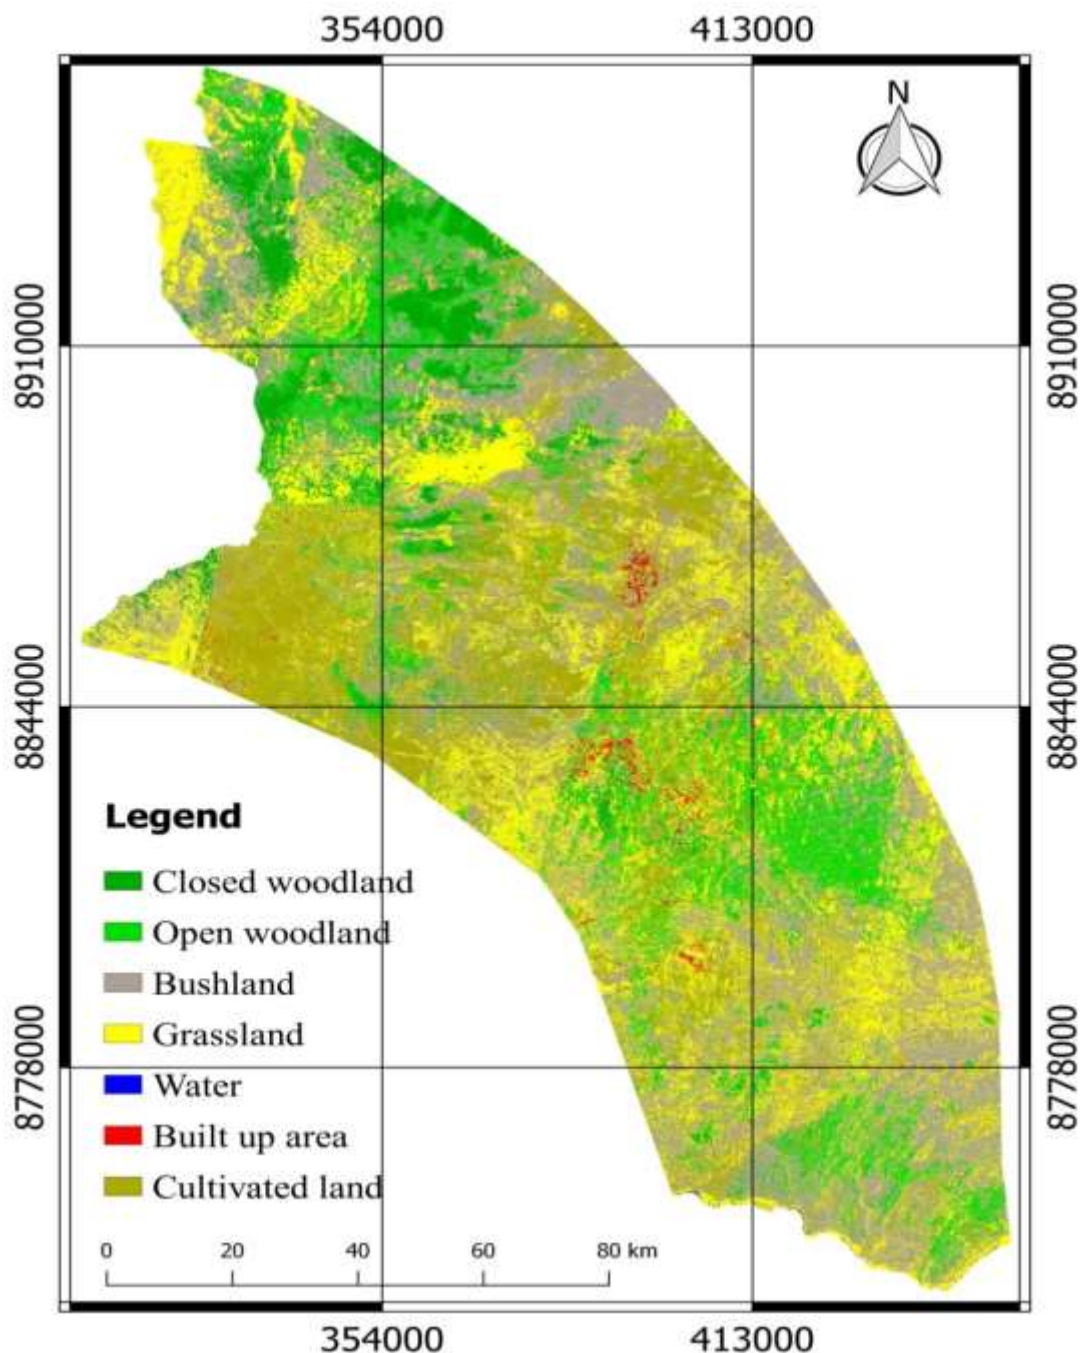 354000 413000
N
8910000 8910000
8844000 8844000
Legend
Closed woodland
Open woodland
Bushland
Grassland
Water
8778000 8778000
Built up area
Cultivated land
0 20 40 60 80 km
354000 413000